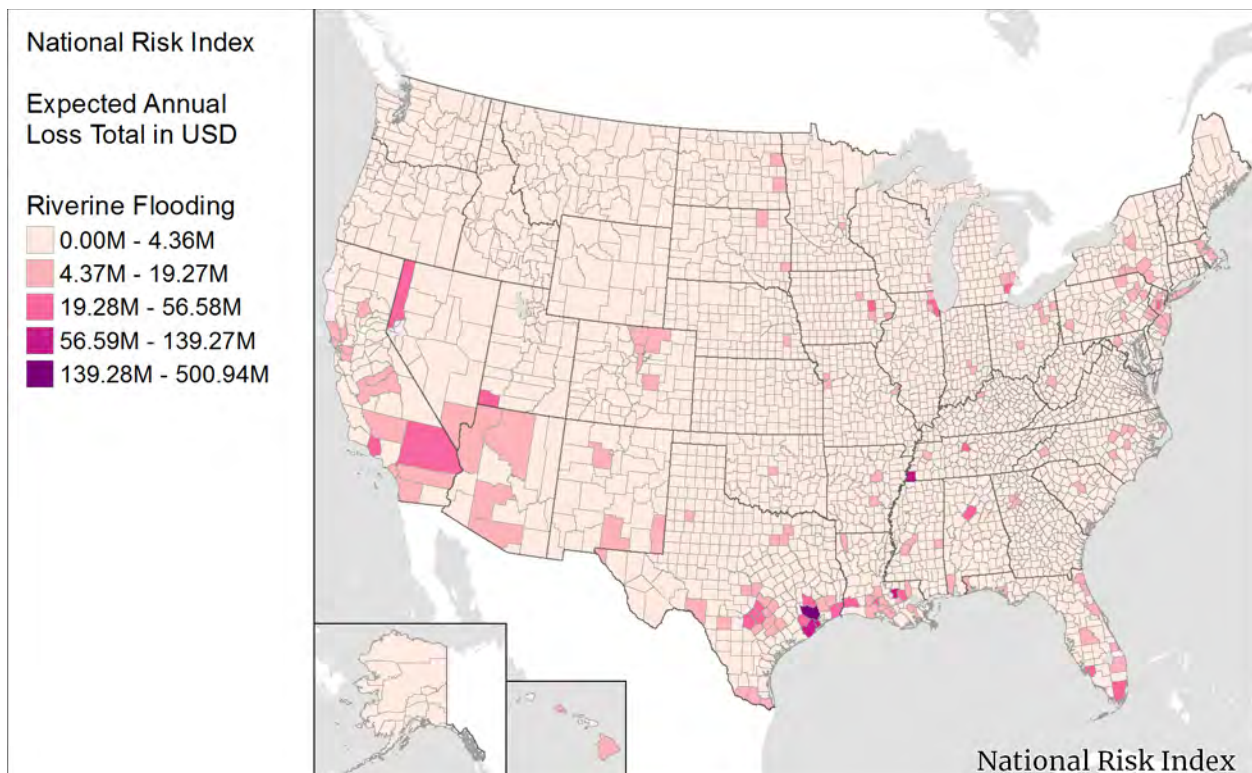 National Risk Index
Expected Annual
Loss Total in USD
Riverine Flooding
0.00M - 4.36M
4.37M - 19.27M
19.28M - 56.58M
56.59M - 139.27M
139.28M - 500.94M
National Risk Index